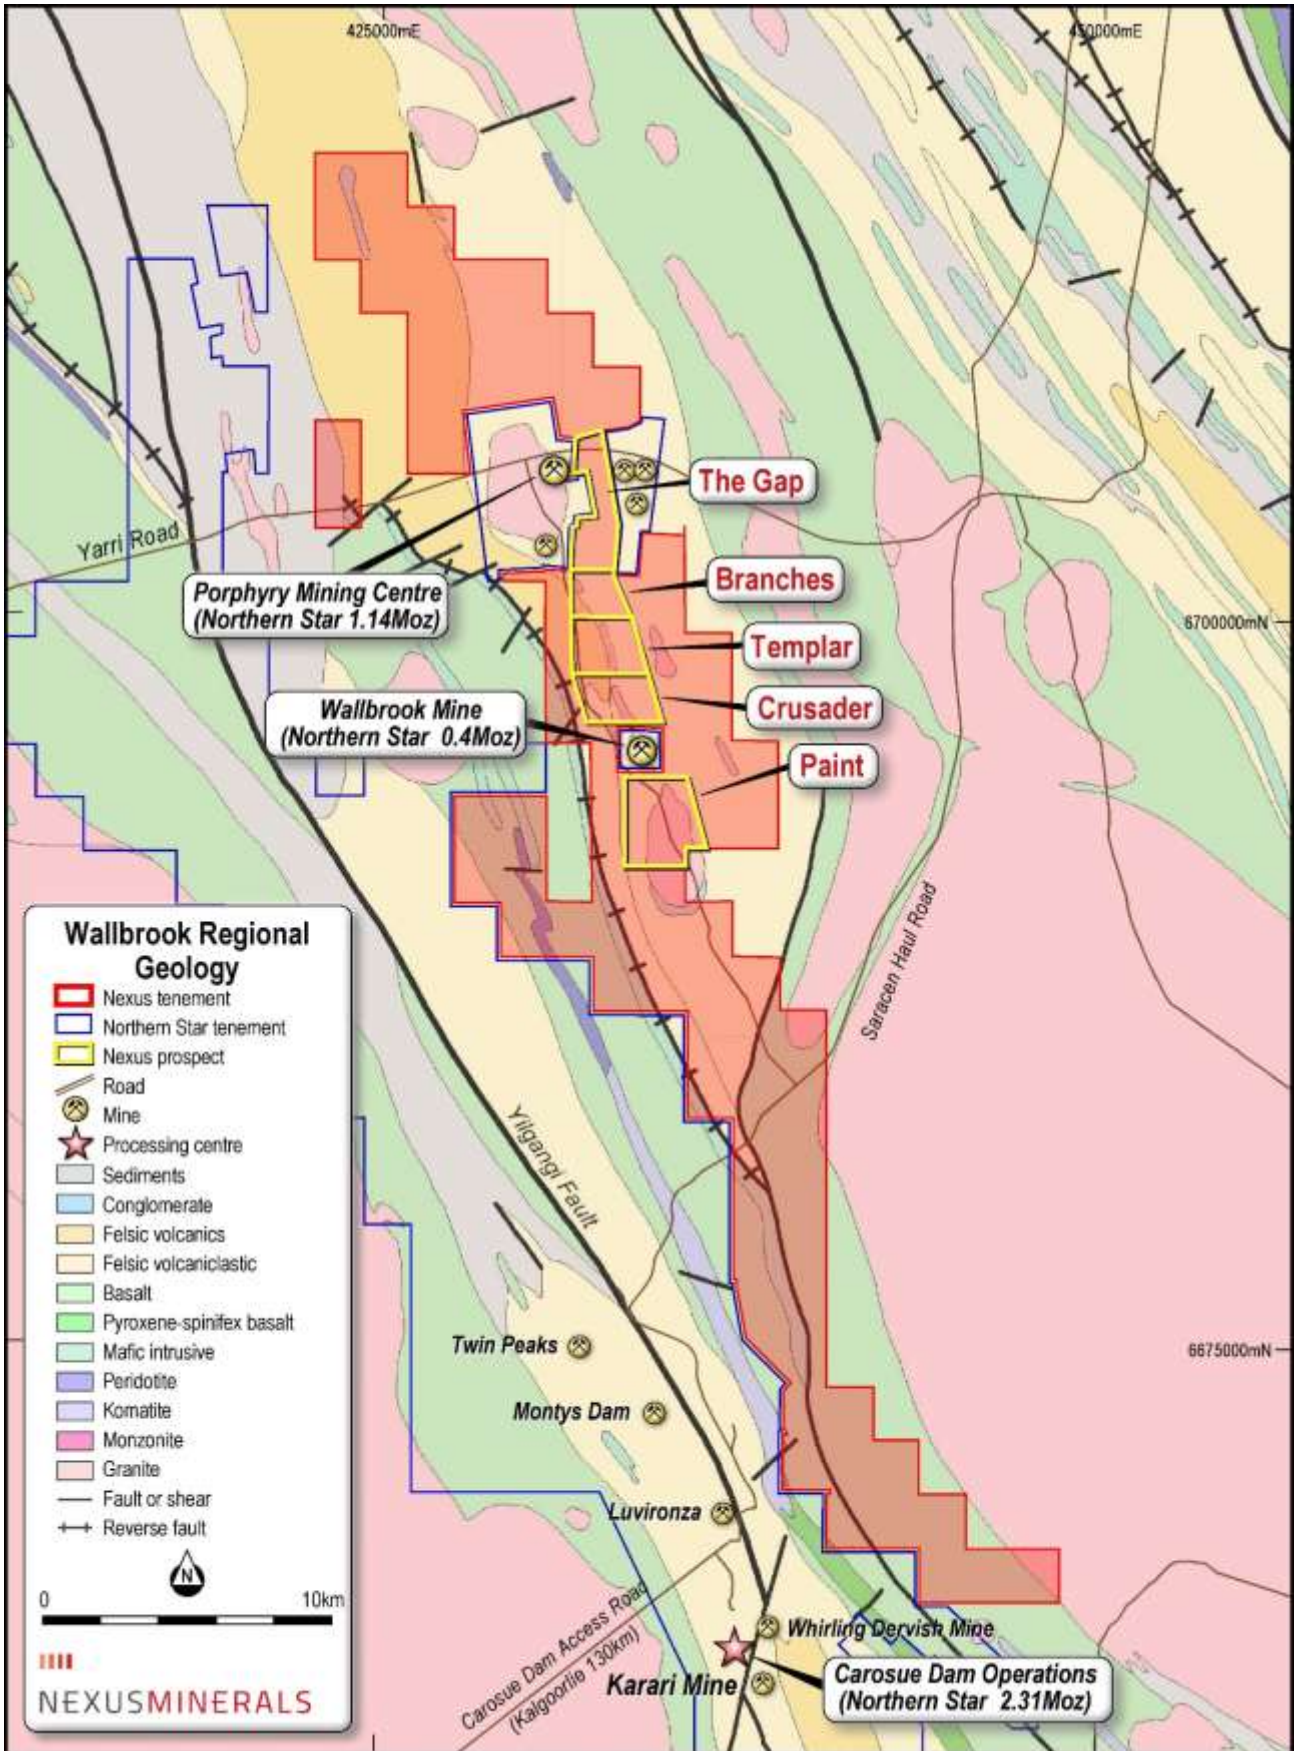 425000mE
450000mE
The Gap
Yarri Road
Branches
Porphyry Mining Centre
(Northern Star 1.14Moz)
6700000mN
Templar
Wallbrook Mine
(Northern Star 0.4Moz)
Crusader
Paint
Saracen Haul Road
Wallbrook Regional
Geology
Nexus tenement
Northern Star tenement
Nexus prospect
Road
Mine
Processing centre
Sediments
Conglomerate
Felsic volcanics
Felsic volcaniclastic
Basalt
Pyroxene-spinifex basalt
Mafic intrusive
Peridotite
Komatite
Monzonite
Granite
Fault or shear
Reverse fault
N
0 10km
NEXUSMINERALS
Yilgangi Fault
Twin Peaks
6675000mN
Montys Dam
Luvironza
Carosue Dam Access Road
(Kalgoorlie 130km)
Whirling Dervish Mine
Karari Mine
Carosue Dam Operations
(Northern Star 2.31Moz)